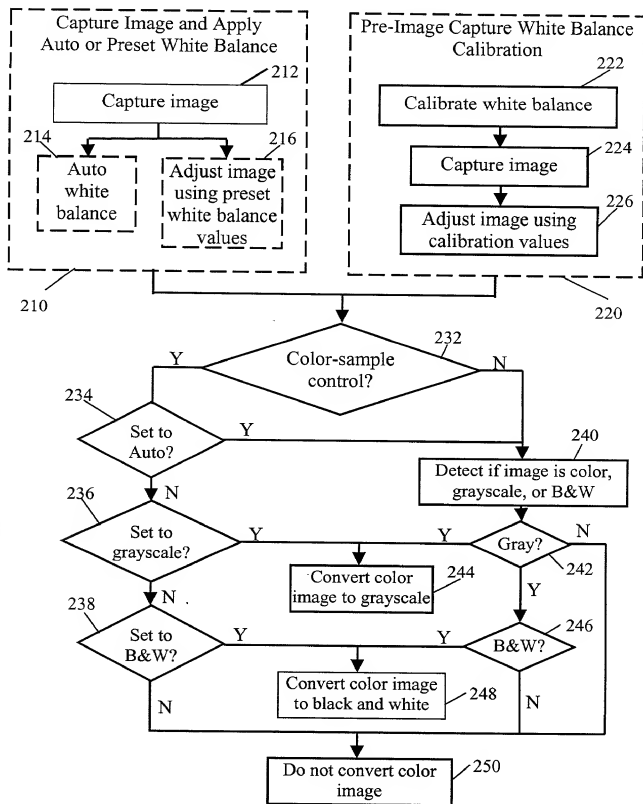 Capture Image and Apply
Auto or Preset White Balance
212
Capture image
214
216
Auto
white
balance
Adjust image
using preset
white balance
values
210
Pre-Image Capture White Balance
Calibration
222
Calibrate white balance
224
Capture image
226
Adjust image using
calibration values
220
232
Y
Color-sample
control?
N
234
Set to
Auto?
Y
N
240
Detect if image is color,
grayscale, or B&W
236
Set to
grayscale?
Y
Y
Gray?
N
242
N
Convert color
image to grayscale
244
Y
238
Set to
B&W?
Y
Y
B&W?
246
N
Convert color image
to black and white
248
N
Do not convert color
image
250